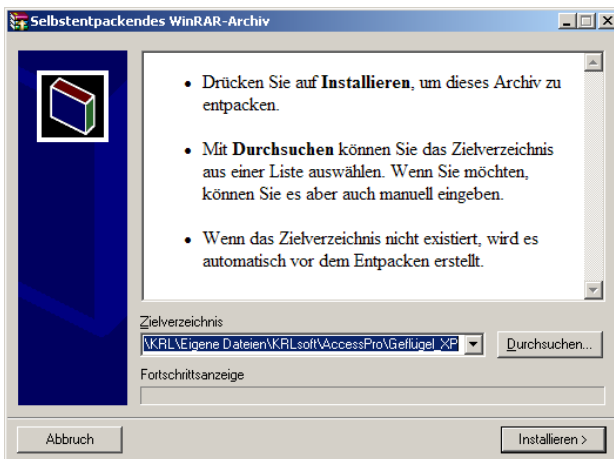 Selbstentpackendes WinRAR-Archiv
• Drücken Sie auf Installieren, um dieses Archiv zu
entpacken.
• Mit Durchsuchen können Sie das Zielverzeichnis
aus einer Liste auswählen. Wenn Sie möchten,
können Sie es aber auch manuell eingeben.
• Wenn das Zielverzeichnis nicht existiert, wird es
automatisch vor dem Entpacken erstellt.
Zielverzeichnis
\KRL\Eigene Dateien\KRLsoft\AccessPro\Geflügel_XP
Durchsuchen...
Fortschrittsanzeige
Abbruch
Installieren >